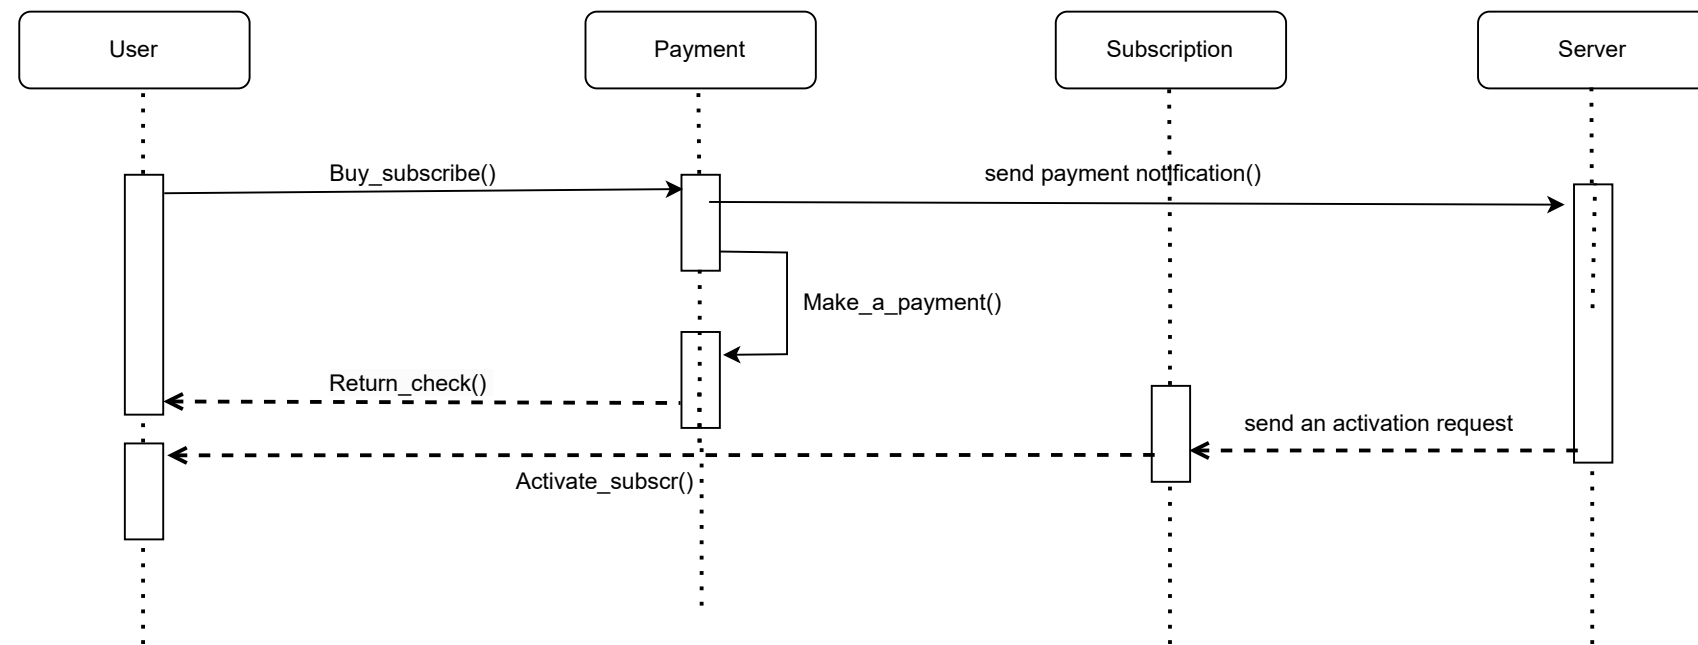 User
Payment
Subscription
Server
Buy_subscribe()
send payment notification()
Make_a_payment()
Return_check()
send an activation request
Activate_subscr()